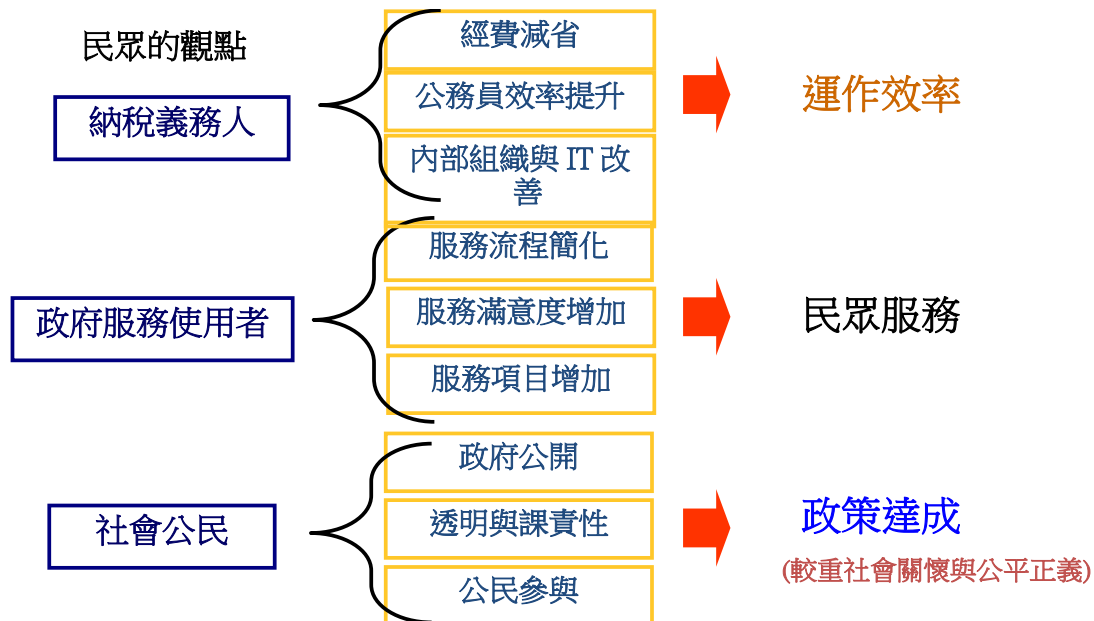 民眾的觀點
納稅義務人
經費減省
公務員效率提升
內部組織與 IT 改
善
運作效率
政府服務使用者
服務流程簡化
服務滿意度增加
服務項目增加
民眾服務
社會公民
政府公開
透明與課責性
公民參與
政策達成
(較重社會關懷與公平正義)